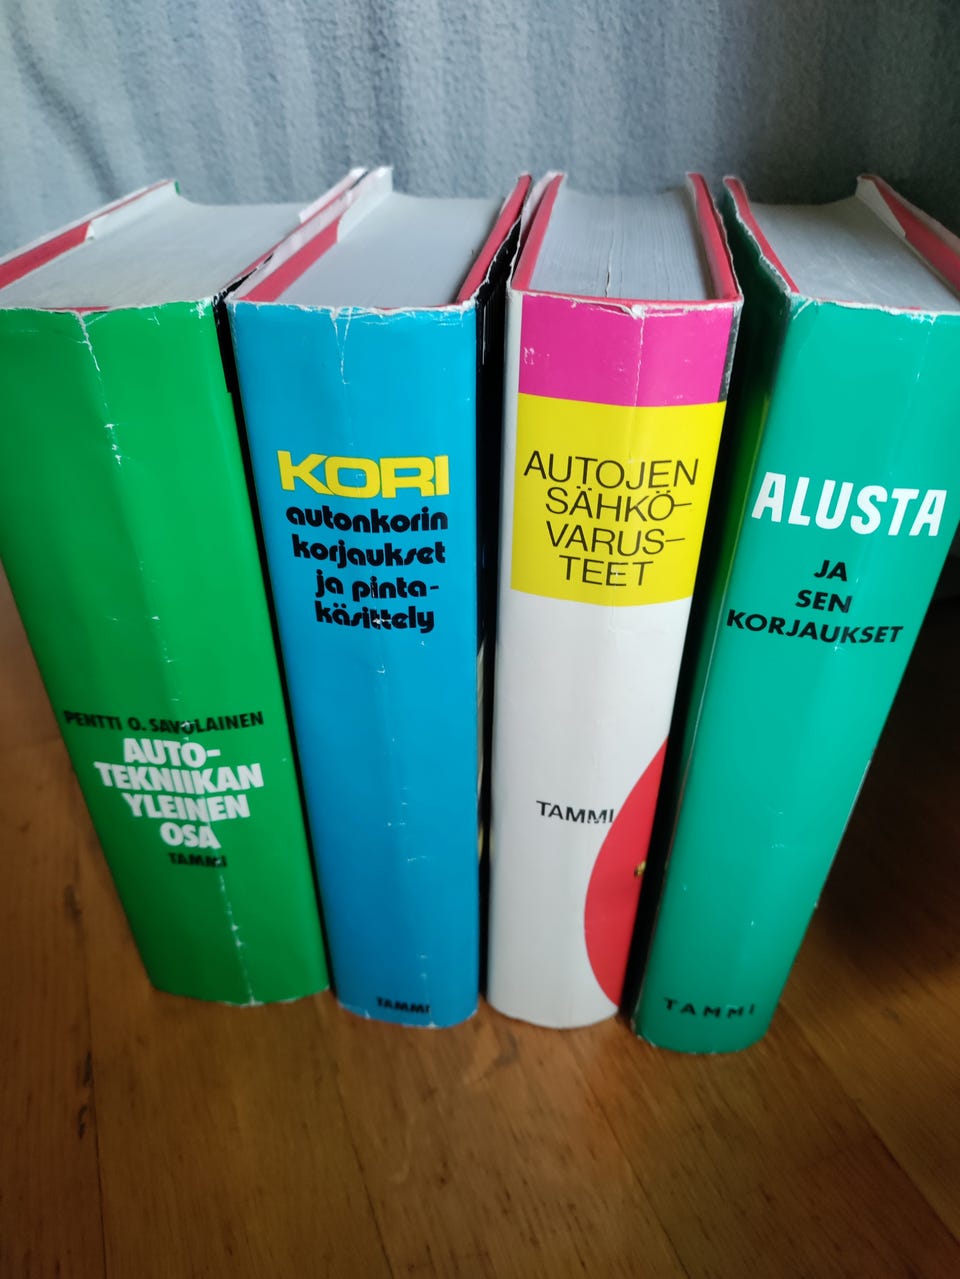 PENTTI O. SAVOLAINEN
AUTO-
TEKNIIKAN
YLEINEN
OSA
TAMMI
KORI
autonkorin
korjaukset
ja pinta-
käsittely
TAMMI
AUTOJEN
SÄHKÖ-
VARUS-
TEET
TAMMI
ALUSTA
JA
SEN
KORJAUKSET
TAMMI